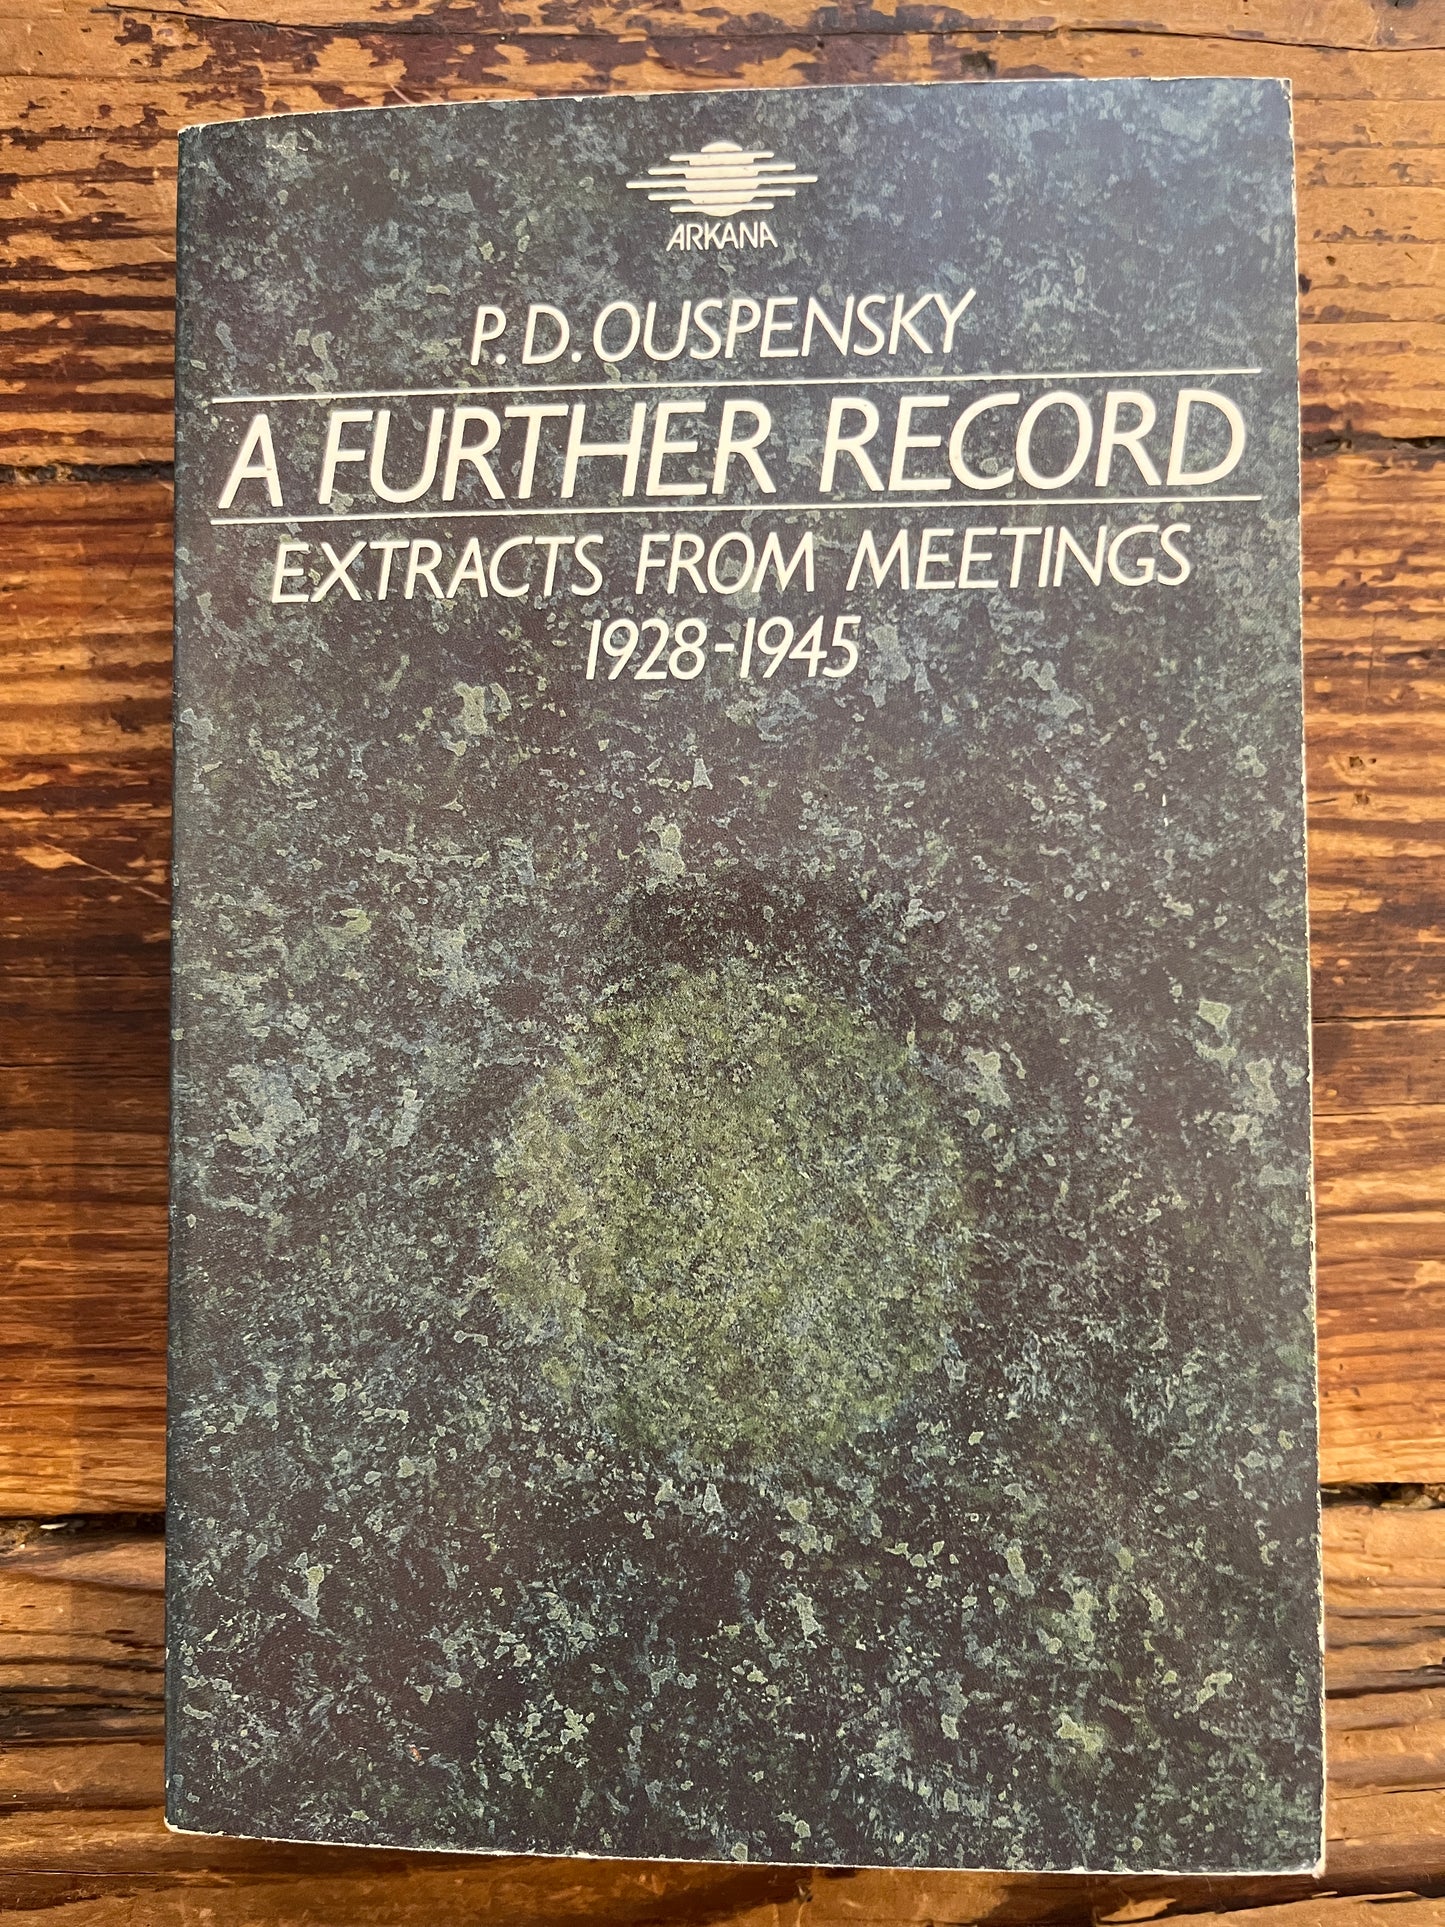 ARKANA
P.D. OUSPENSKY
A FURTHER RECORD
EXTRACTS FROM MEETINGS
1928-1945